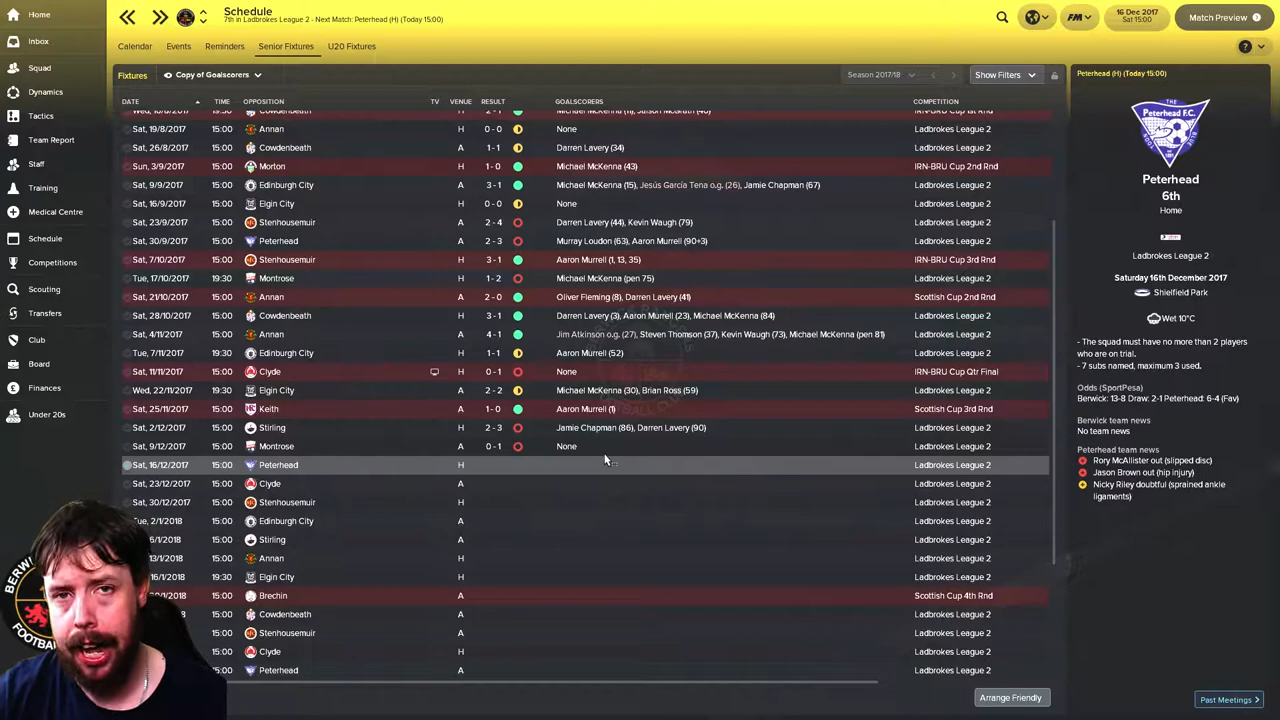 Home
Inbox
Squad
Dynamics
Tactics
Team Report
Staff
Training
Medical Centre
Schedule
Competitions
Scouting
Transfers
Club
Board
Finances
Under 20s
Schedule
7th in Ladbrokes League 2 - Next Match: Peterhead (H) (Today 15:00)
FM
16 Dec 2017
Sat 15:00
Match Preview
Calendar Events Reminders Senior Fixtures U20 Fixtures
?
Fixtures Copy of Goalscorers Season 2017/18 Show Filters
DATE TIME OPPOSITION TV VENUE RESULT GOALSCORERS COMPETITION
Sat, 19/8/2017 15:00 Annan H 0 - 0 None Ladbrokes League 2
Sat, 26/8/2017 15:00 Cowdenbeath A 1 - 1 Darren Lavery (34) Ladbrokes League 2
Sun, 3/9/2017 15:00 Morton H 1 - 0 Michael McKenna (43) IRN-BRU Cup 2nd Rnd
Sat, 9/9/2017 15:00 Edinburgh City A 3 - 1 Michael McKenna (15), Jesús García Tena o.g. (26), Jamie Chapman (67) Ladbrokes League 2
Sat, 16/9/2017 15:00 Elgin City H 0 - 0 None Ladbrokes League 2
Sat, 23/9/2017 15:00 Stenhousemuir A 2 - 4 Darren Lavery (44), Kevin Waugh (79) Ladbrokes League 2
Sat, 30/9/2017 15:00 Peterhead A 2 - 3 Murray Loudon (63), Aaron Murrell (90+3) Ladbrokes League 2
Sat, 7/10/2017 15:00 Stenhousemuir H 3 - 1 Aaron Murrell (1, 13, 35) IRN-BRU Cup 3rd Rnd
Tue, 17/10/2017 19:30 Montrose H 1 - 2 Michael McKenna (pen 75) Ladbrokes League 2
Sat, 21/10/2017 15:00 Annan A 2 - 0 Oliver Fleming (8), Darren Lavery (41) Scottish Cup 2nd Rnd
Sat, 28/10/2017 15:00 Cowdenbeath H 3 - 1 Darren Lavery (3), Aaron Murrell (23), Michael McKenna (84) Ladbrokes League 2
Sat, 4/11/2017 15:00 Annan A 4 - 1 Jim Atkinson o.g. (27), Steven Thomson (37), Kevin Waugh (73), Michael McKenna (pen 81) Ladbrokes League 2
Tue, 7/11/2017 19:30 Edinburgh City H 1 - 1 Aaron Murrell (52) Ladbrokes League 2
Sat, 11/11/2017 15:00 Clyde H 0 - 1 None IRN-BRU Cup Qtr Final
Wed, 22/11/2017 19:30 Elgin City A 2 - 2 Michael McKenna (30), Brian Ross (59) Ladbrokes League 2
Sat, 25/11/2017 15:00 Keith A 1 - 0 Aaron Murrell (1) Scottish Cup 3rd Rnd
Sat, 2/12/2017 15:00 Stirling H 2 - 3 Jamie Chapman (86), Darren Lavery (90) Ladbrokes League 2
Sat, 9/12/2017 15:00 Montrose A 0 - 1 None Ladbrokes League 2
Sat, 16/12/2017 15:00 Peterhead H Ladbrokes League 2
Sat, 23/12/2017 15:00 Clyde A Ladbrokes League 2
Sat, 30/12/2017 15:00 Stenhousemuir H Ladbrokes League 2
Tue, 2/1/2018 15:00 Edinburgh City A Ladbrokes League 2
6/1/2018 15:00 Stirling A Ladbrokes League 2
13/1/2018 15:00 Annan H Ladbrokes League 2
16/1/2018 19:30 Elgin City H Ladbrokes League 2
/1/2018 15:00 Brechin A Scottish Cup 4th Rnd
15:00 Cowdenbeath A Ladbrokes League 2
15:00 Stenhousemuir A Ladbrokes League 2
15:00 Clyde H Ladbrokes League 2
15:00 Peterhead A Ladbrokes League 2
Arrange Friendly
Peterhead (H) (Today 15:00)
THE
PETERHEAD F.C.
Peterhead
6th
Home
Ladbrokes League 2
Saturday 16th December 2017
Shielfield Park
Wet 10°C
- The squad must have no more than 2 players
who are on trial.
- 7 subs named, maximum 3 used.
Odds (SportPesa)
Berwick: 13-8 Draw: 2-1 Peterhead: 6-4 (Fav)
Berwick team news
No team news
Peterhead team news
Rory McAllister out (slipped disc)
Jason Brown out (hip injury)
Nicky Riley doubtful (sprained ankle
ligaments)
Past Meetings